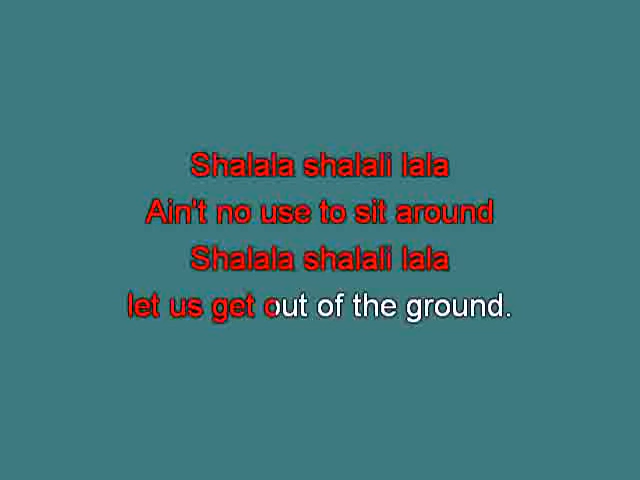 Shalala shalali lala
Ain't no use to sit around
Shalala shalali lala
let us get out of the ground.